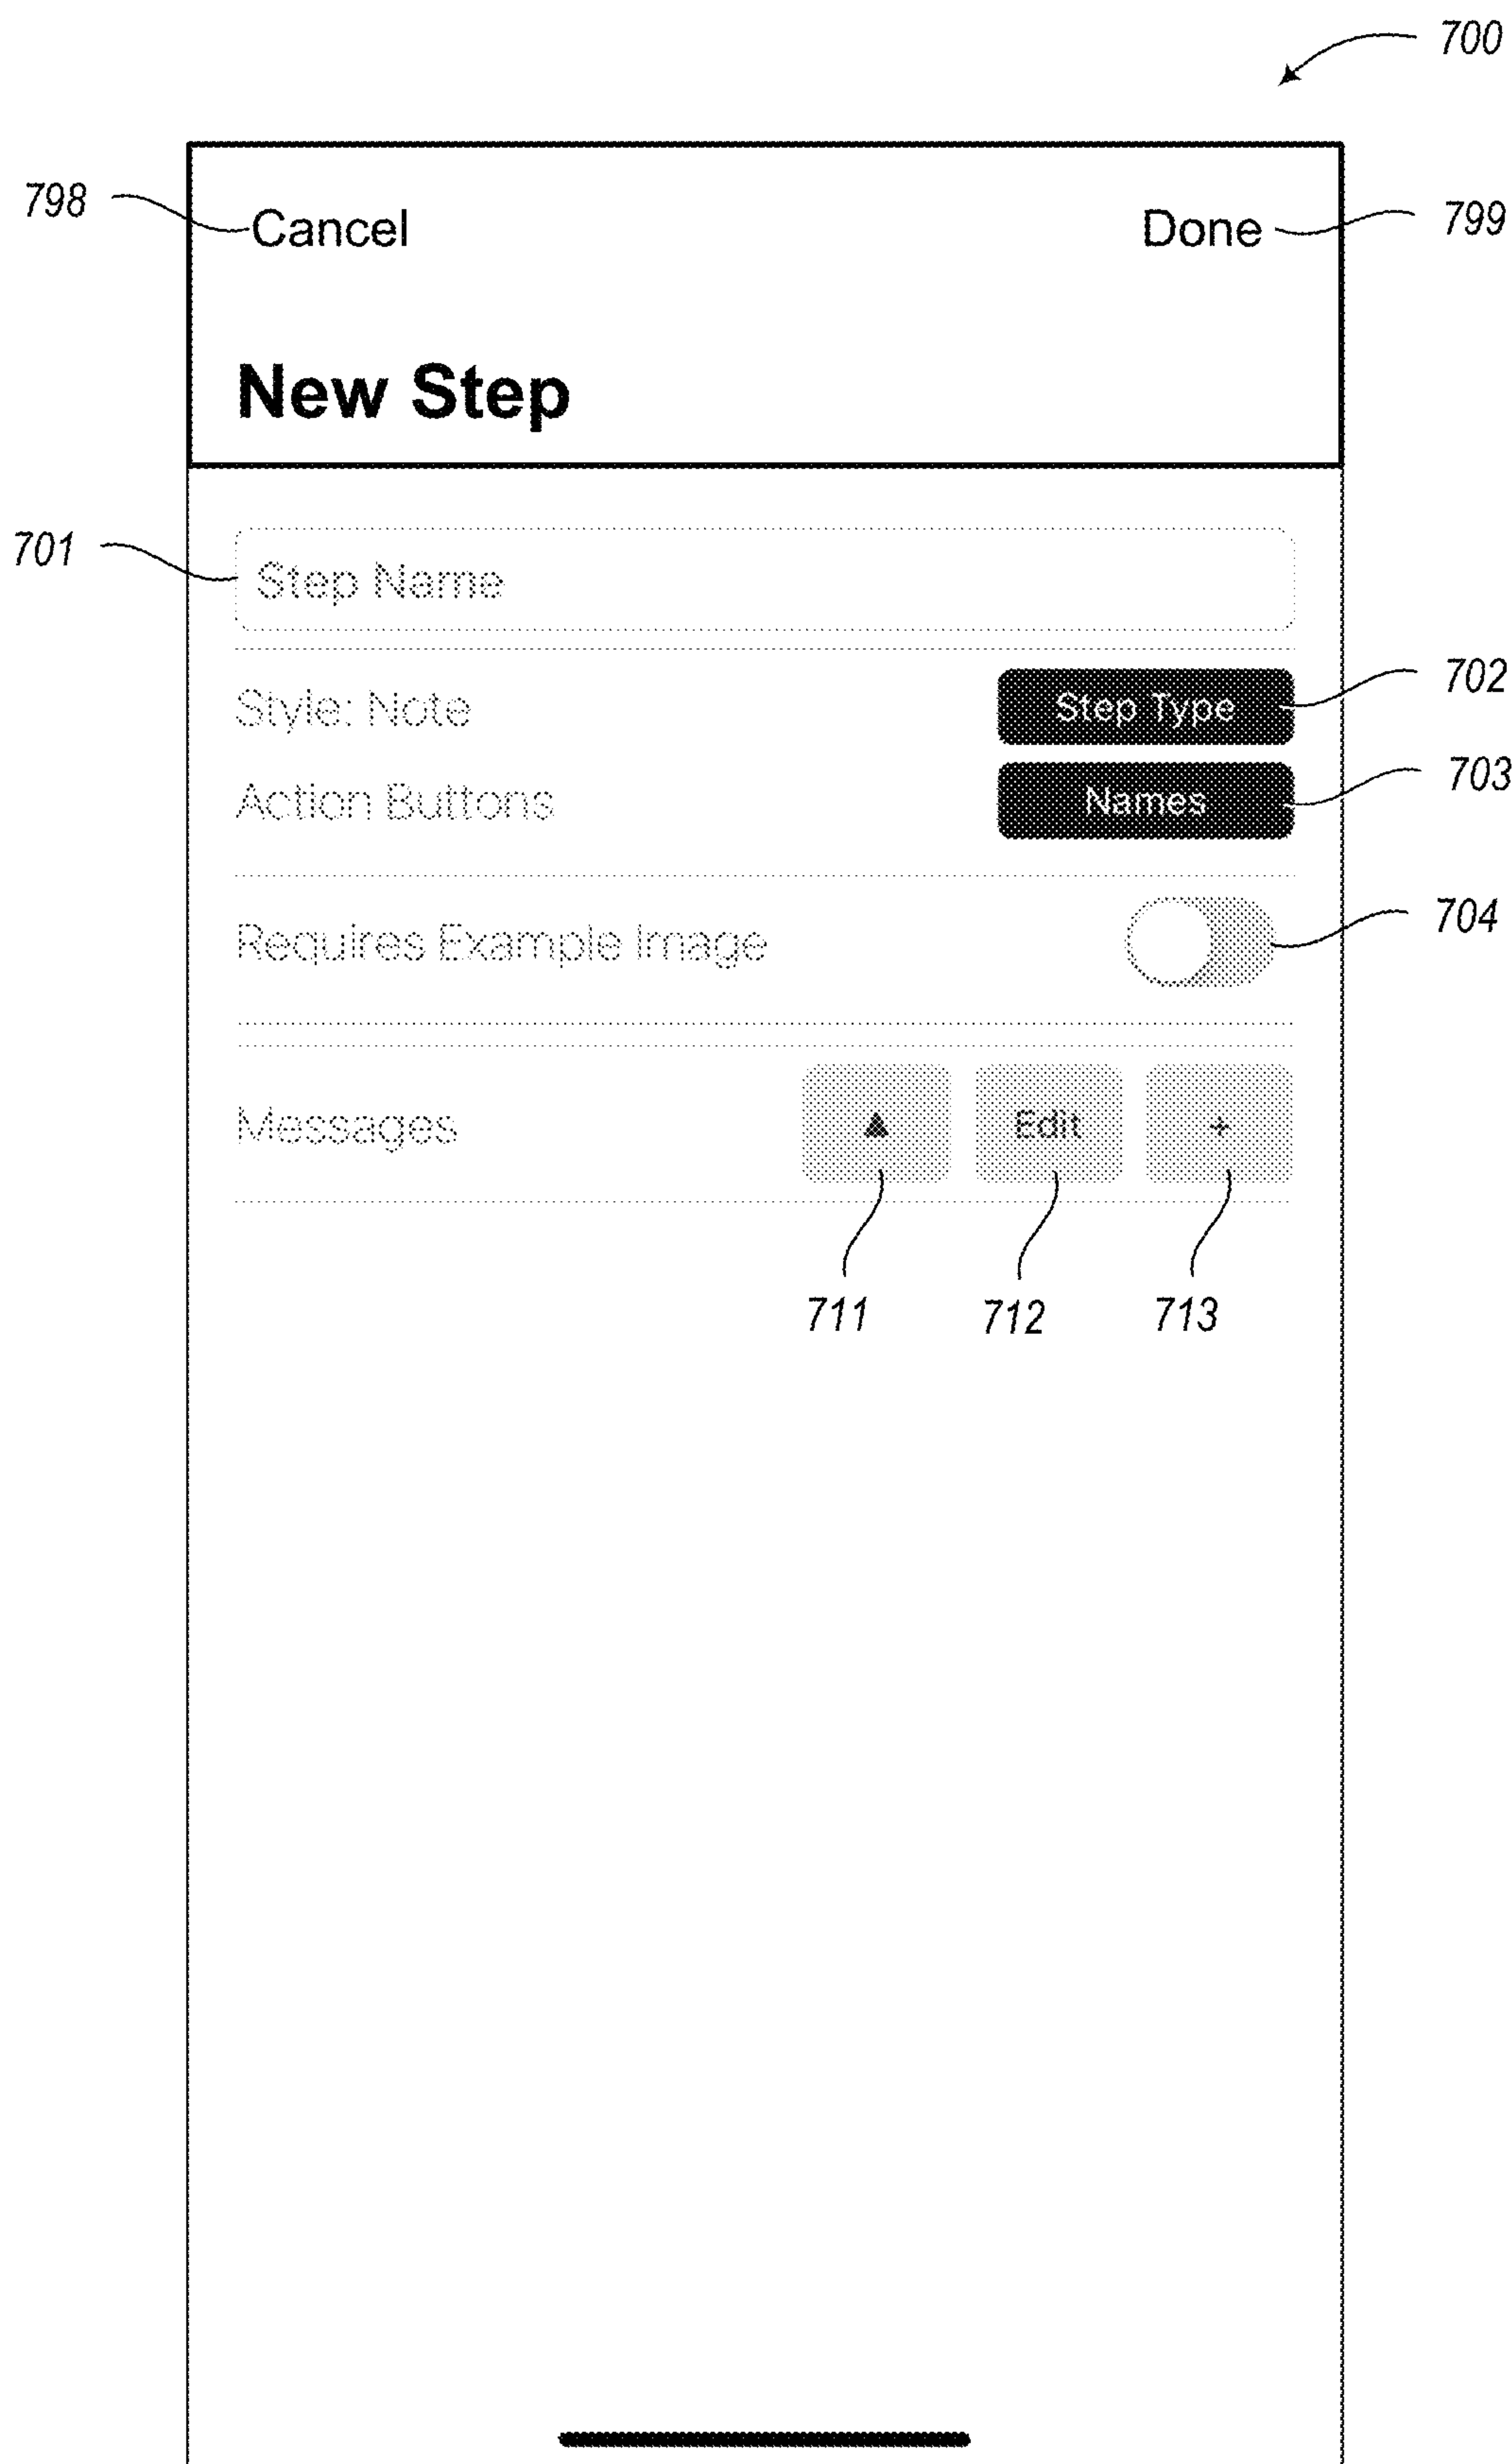 700
798 Cancel Done 799
New Step
701 Step Name
Style: Note Step Type 702
Action Buttons Names 703
Requires Example Image 704
Messages ▲ Edit +
711 712 713